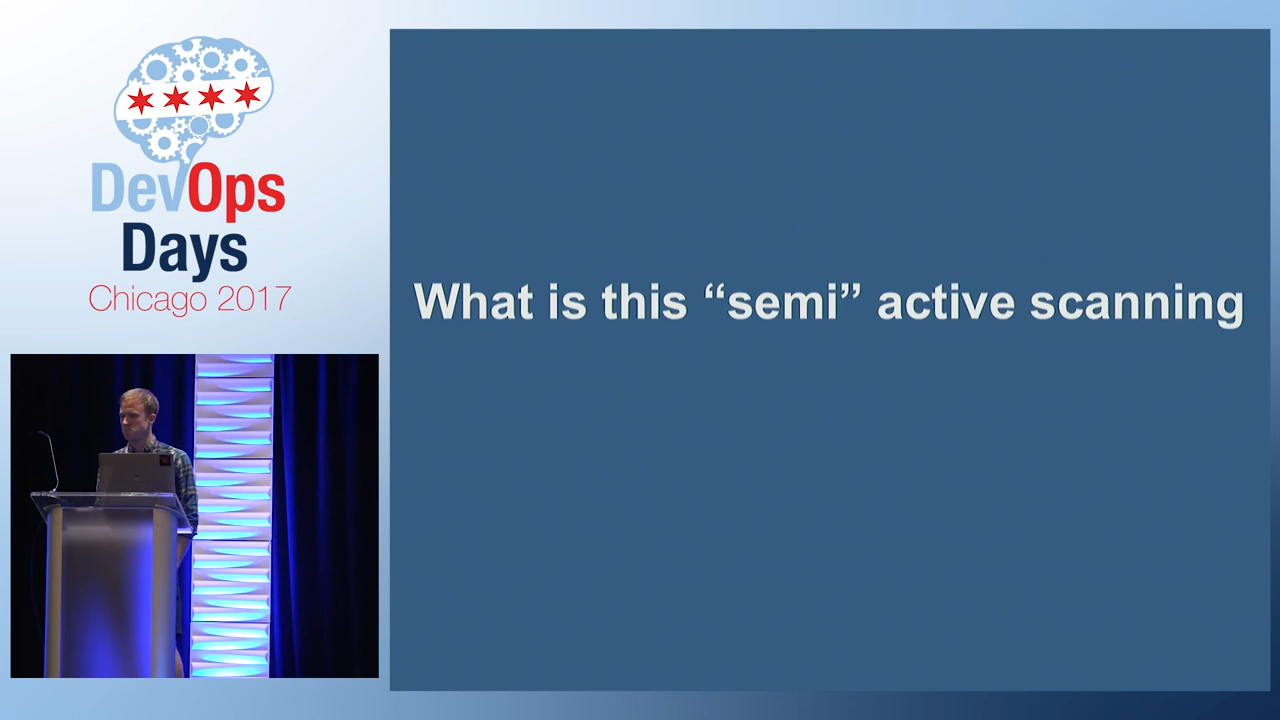 DevOps
Days
Chicago 2017
What is this “semi” active scanning